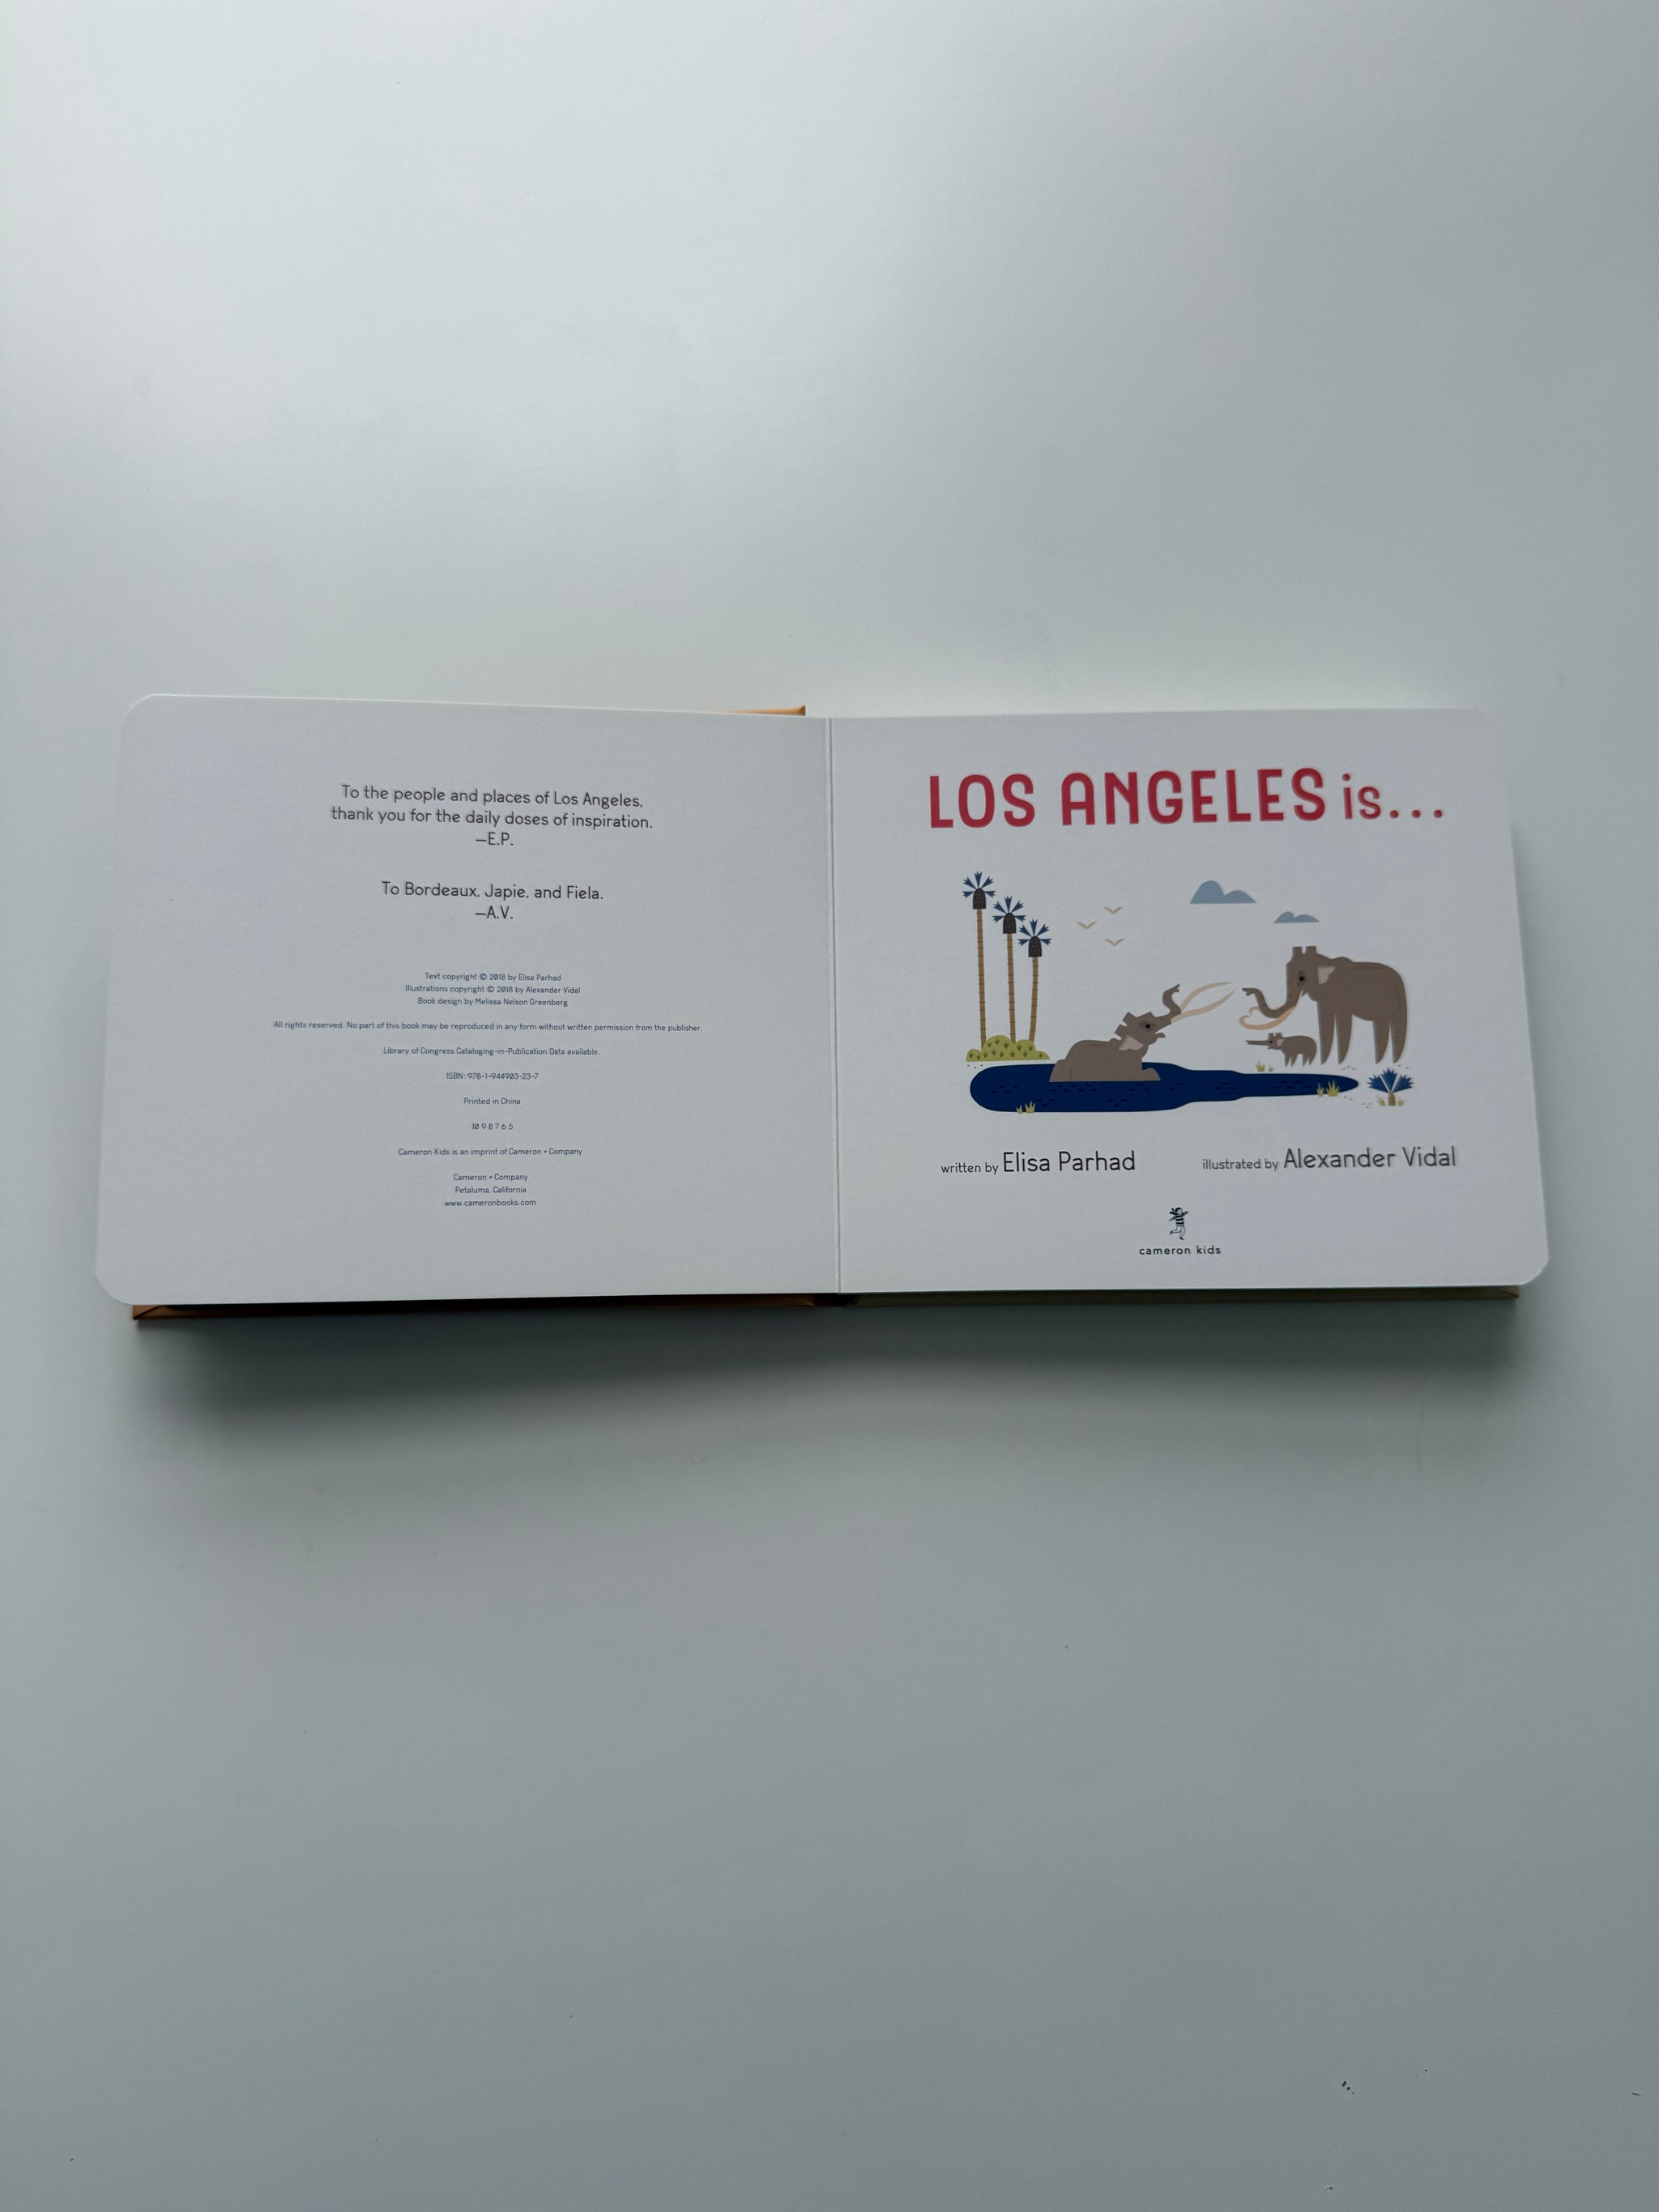 To the people and places of Los Angeles,
thank you for the daily doses of inspiration.
—E.P.
To Bordeaux, Japie, and Fiela.
—A.V.
Text copyright © 2018 by Elisa Parhad
Illustrations copyright © 2018 by Alexander Vidal
Book design by Melissa Nelson Greenberg
All rights reserved. No part of this book may be reproduced in any form without written permission from the publisher.
Library of Congress Cataloging-in-Publication Data available.
ISBN: 978-1-944903-23-7
Printed in China
10 9 8 7 6 5
Cameron Kids is an imprint of Cameron + Company
Cameron + Company
Petaluma, California
www.cameronbooks.com
LOS ANGELES is...
written by Elisa Parhad
illustrated by Alexander Vidal
cameron kids